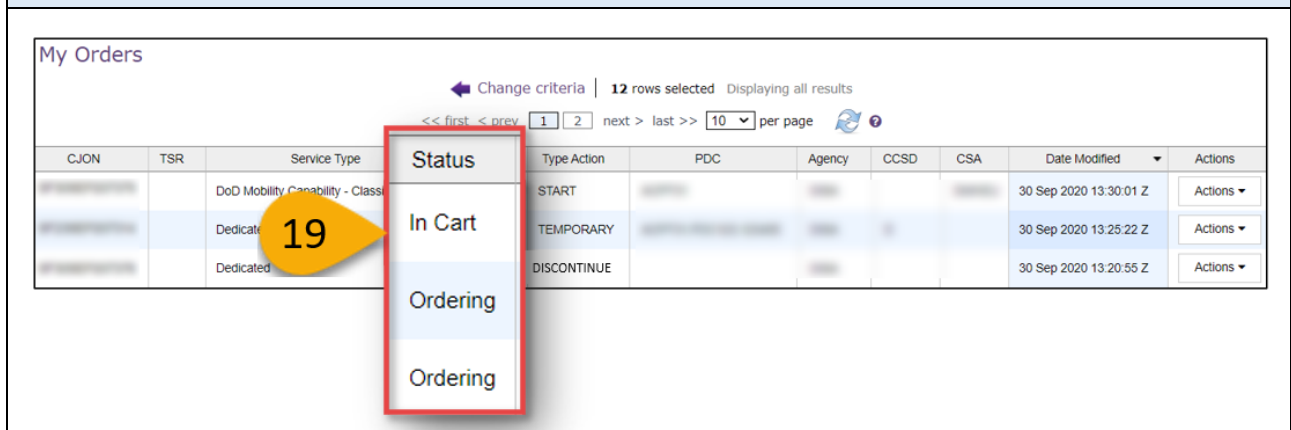 My Orders
Change criteria | 12 rows selected Displaying all results
<< first < prev 1 2 next > last >> 10 per page
CJON TSR Service Type Status Type Action PDC Agency CCSD CSA Date Modified Actions
DoD Mobility Capability - In Cart START 30 Sep 2020 13:30:01 Z Actions
19 Ordering TEMPORARY 30 Sep 2020 13:25:22 Z Actions
Dedicated Ordering DISCONTINUE 30 Sep 2020 13:20:55 Z Actions